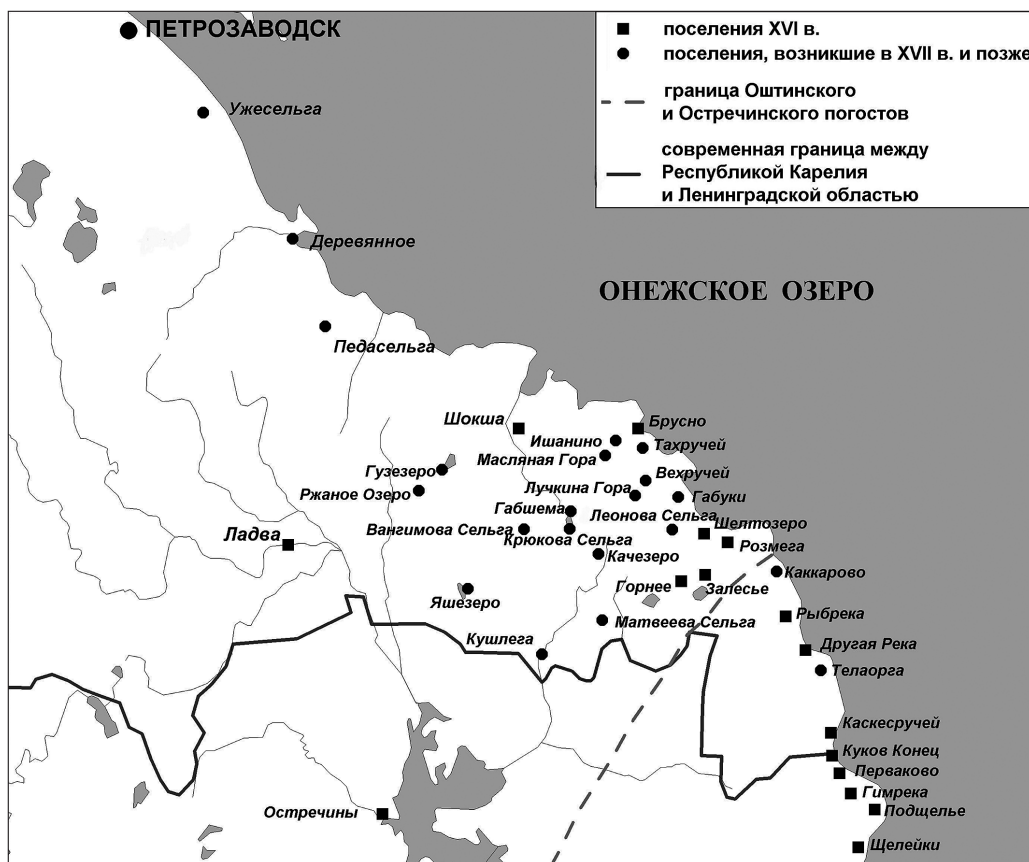 ПЕТРОЗАВОДСК
поселения XVI в.
поселения, возникшие в XVII в. и позже
граница Оштинского
и Остречинского погостов
современная граница между
Республикой Карелия
и Ленинградской областью
Ужесельга
Деревянное
ОНЕЖСКОЕ ОЗЕРО
Педасельга
Шокша
Брусно
Ишанино
Тахручей
Масляная Гора
Гузезеро
Вехручей
Ржаное Озеро
Лучкина Гора
Габуки
Габшема
Леонова Сельга
Вангимова Сельга
Шелтозеро
Ладва
Крюкова Сельга
Розмега
Качезеро
Каккарово
Горнее
Залесье
Яшезеро
Рыбрека
Матвеева Сельга
Кушлега
Другая Река
Телаорга
Каскесручей
Куков Конец
Перваково
Гимрека
Остречины
Подщелье
Щелейки